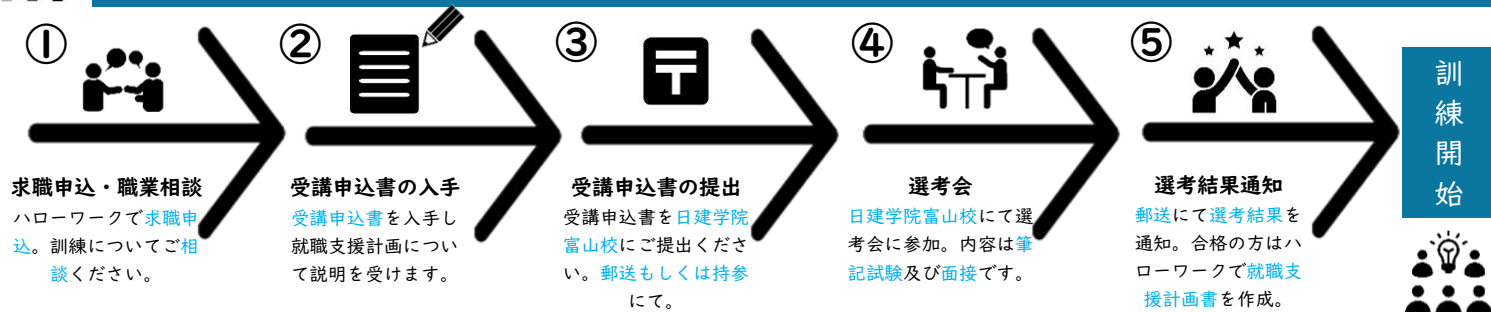 ①
求職申込・職業相談
ハローワークで求職申
込。訓練についてご相
談ください。
②
受講申込書の入手
受講申込書を入手し
就職支援計画につい
て説明を受けます。
③
〒
受講申込書の提出
受講申込書を日建学院
富山校にご提出くださ
い。郵送もしくは持参
にて。
④
選考会
日建学院富山校にて選
考会に参加。内容は筆
記試験及び面接です。
⑤
選考結果通知
郵送にて選考結果を
通知。合格の方はハ
ローワークで就職支
援計画書を作成。
訓練開始